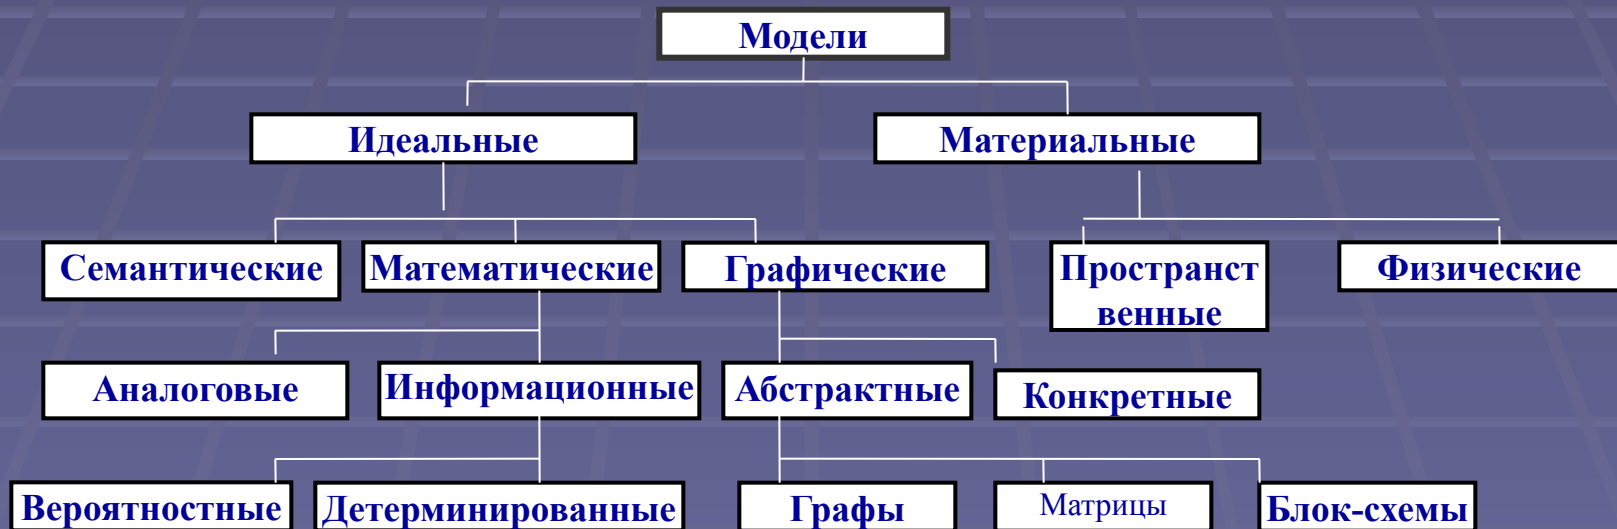 Модели
Идеальные
Материальные
Семантические
Математические
Графические
Пространст
венные
Физические
Аналоговые
Информационные
Абстрактные
Конкретные
Вероятностные
Детерминированные
Графы
Матрицы
Блок-схемы